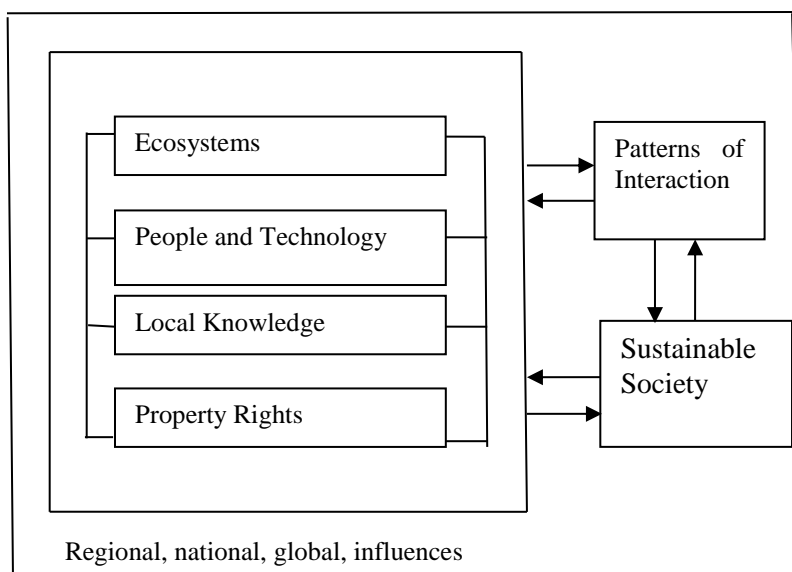 Ecosystems
People and Technology
Local Knowledge
Property Rights
Patterns of
Interaction
Sustainable
Society
Regional, national, global, influences